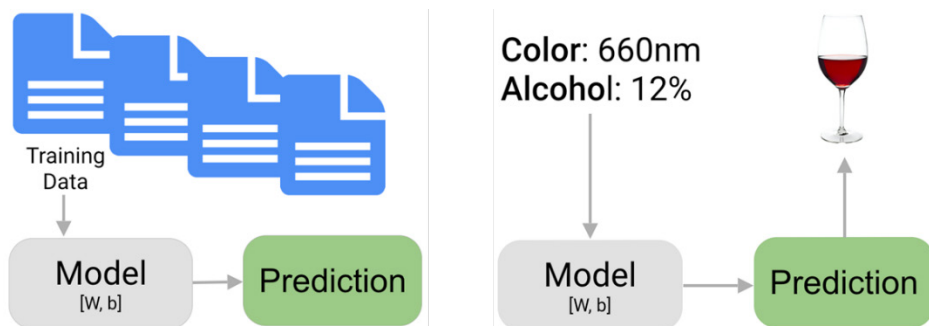 Training
Data
Model
[W, b]
Prediction
Color: 660nm
Alcohol: 12%
Model
[W, b]
Prediction